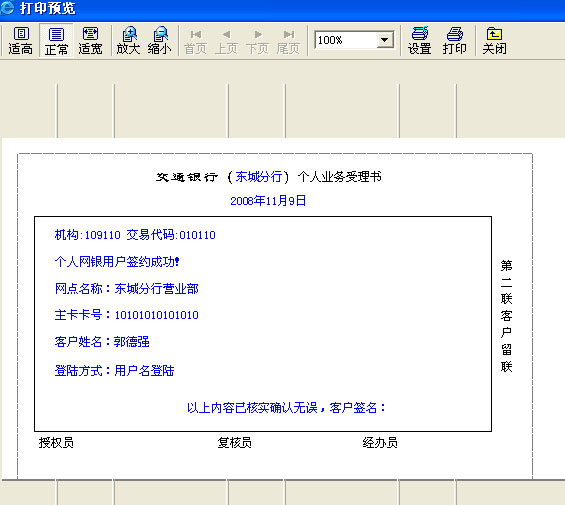 打印预览
适高 正常 适宽 放大 缩小 首页 上页 下页 尾页 100% 设置 打印 关闭
交通银行（东城分行）个人业务受理书
2008年11月9日
机构:109110 交易代码:010110
个人网银用户签约成功!
网点名称：东城分行营业部
主卡卡号：10101010101010
客户姓名：郭德强
登陆方式：用户名登陆
以上内容已核实确认无误，客户签名：
授权员 复核员 经办员
第二联客户留联